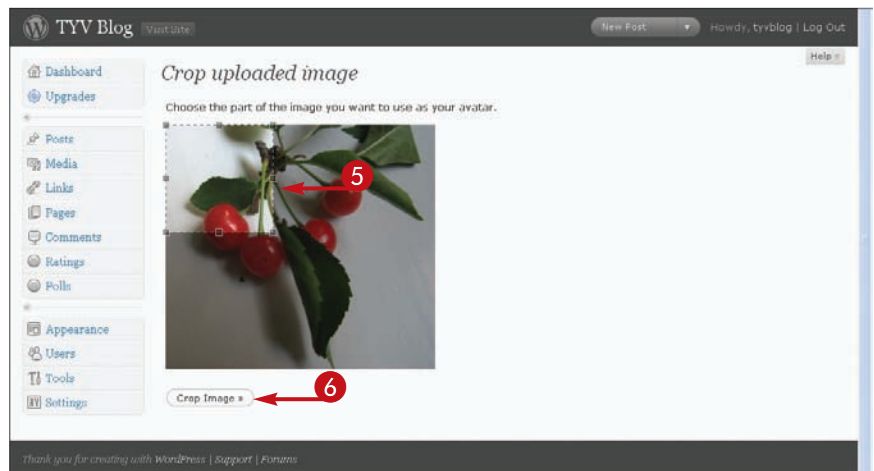 TYV Blog Visit Site New Post Howdy, tyvblog | Log Out
Help
Dashboard
Upgrades
Posts
Media
Links
Pages
Comments
Ratings
Polls
Appearance
Users
Tools
Settings
Crop uploaded image
Choose the part of the image you want to use as your avatar.
5
Crop Image »
6
Thank you for creating with WordPress | Support | Forums